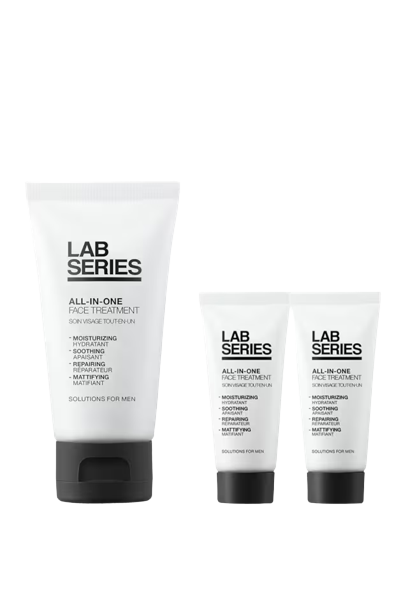 LAB
SERIES
ALL-IN-ONE
FACE TREATMENT
SOIN VISAGE TOUT-EN-UN
- MOISTURIZING
HYDRATANT
- SOOTHING
APAISANT
- REPAIRING
RÉPARATEUR
- MATTIFYING
MATIFIANT
SOLUTIONS FOR MEN
LAB
SERIES
ALL-IN-ONE
FACE TREATMENT
SOIN VISAGE TOUT-EN-UN
- MOISTURIZING
HYDRATANT
- SOOTHING
APAISANT
- REPAIRING
RÉPARATEUR
- MATTIFYING
MATIFIANT
SOLUTIONS FOR MEN
LAB
SERIES
ALL-IN-ONE
FACE TREATMENT
SOIN VISAGE TOUT-EN-UN
- MOISTURIZING
HYDRATANT
- SOOTHING
APAISANT
- REPAIRING
RÉPARATEUR
- MATTIFYING
MATIFIANT
SOLUTIONS FOR MEN